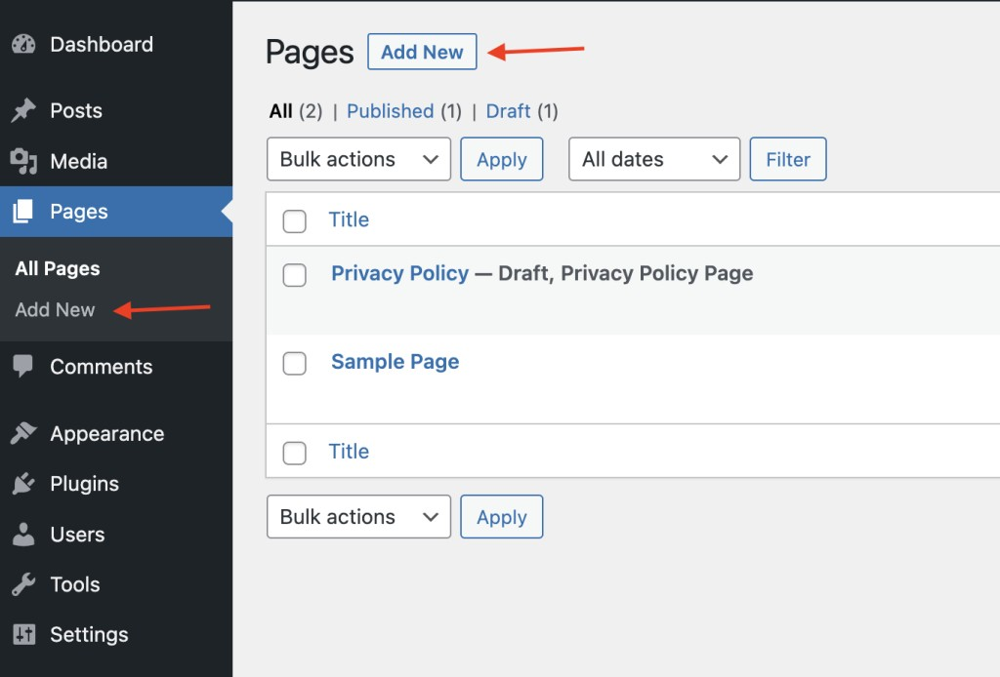 Dashboard
Posts
Media
Pages
All Pages
Add New
Comments
Appearance
Plugins
Users
Tools
Settings
Pages Add New
All (2) | Published (1) | Draft (1)
Bulk actions Apply All dates Filter
Title
Privacy Policy — Draft, Privacy Policy Page
Sample Page
Title
Bulk actions Apply